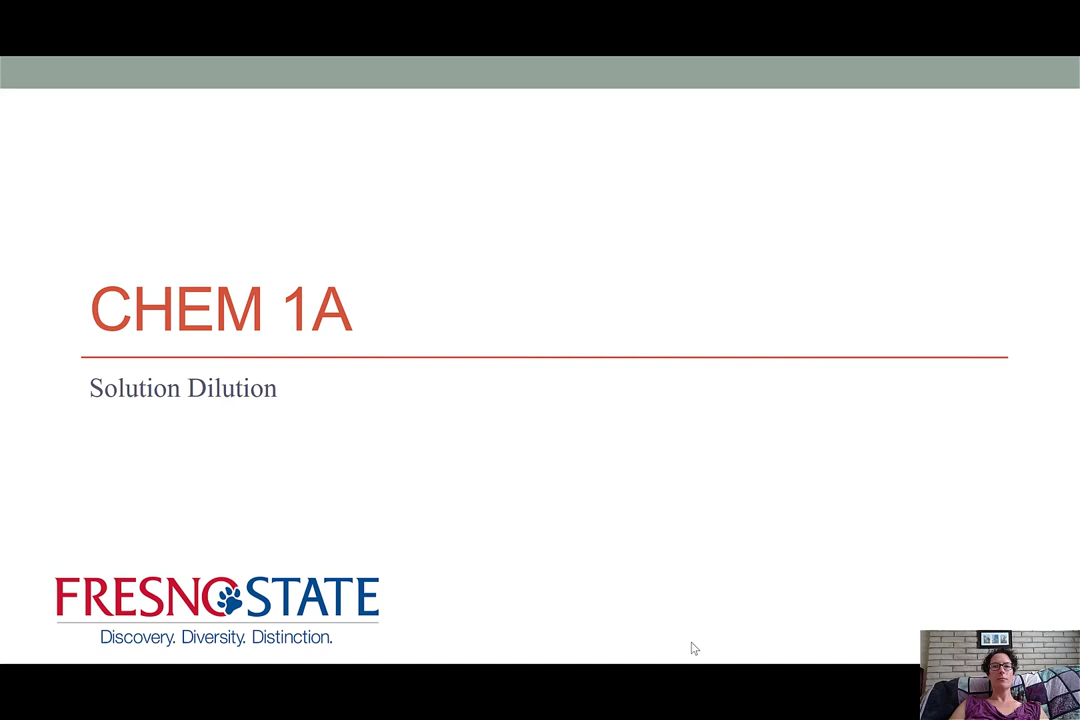 CHEM 1A
Solution Dilution
FRESNO STATE
Discovery. Diversity. Distinction.